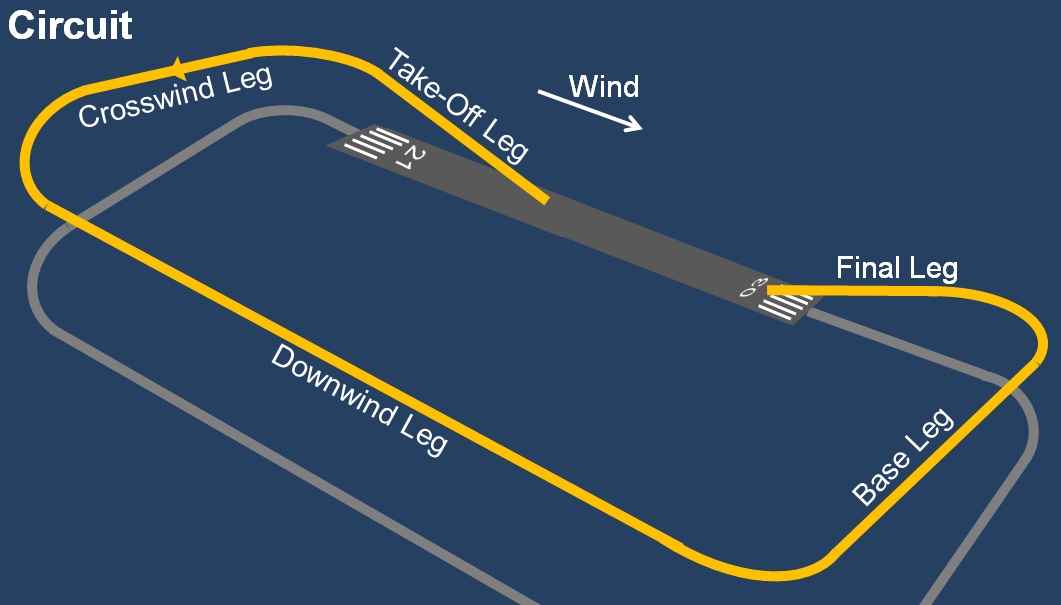 Circuit
Take-Off Leg
Wind
Crosswind Leg
21
Final Leg
03
Downwind Leg
Base Leg